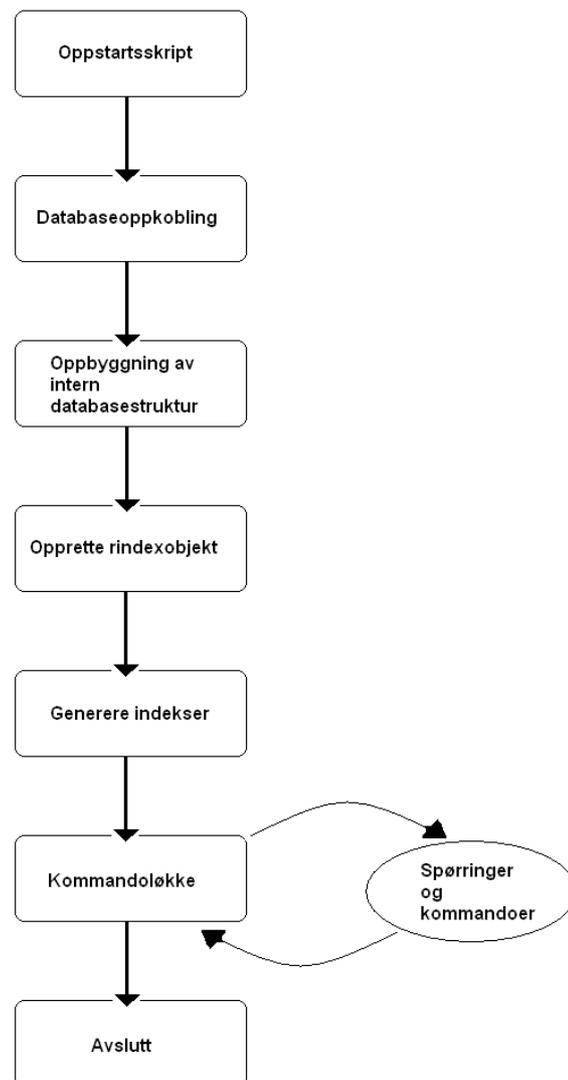 Oppstartsskript
Databaseoppkobling
Oppbyggning av
intern
databasestruktur
Opprette rindexobjekt
Generere indekser
Kommandoløkke
Spørringer
og
kommandoer
Avslutt